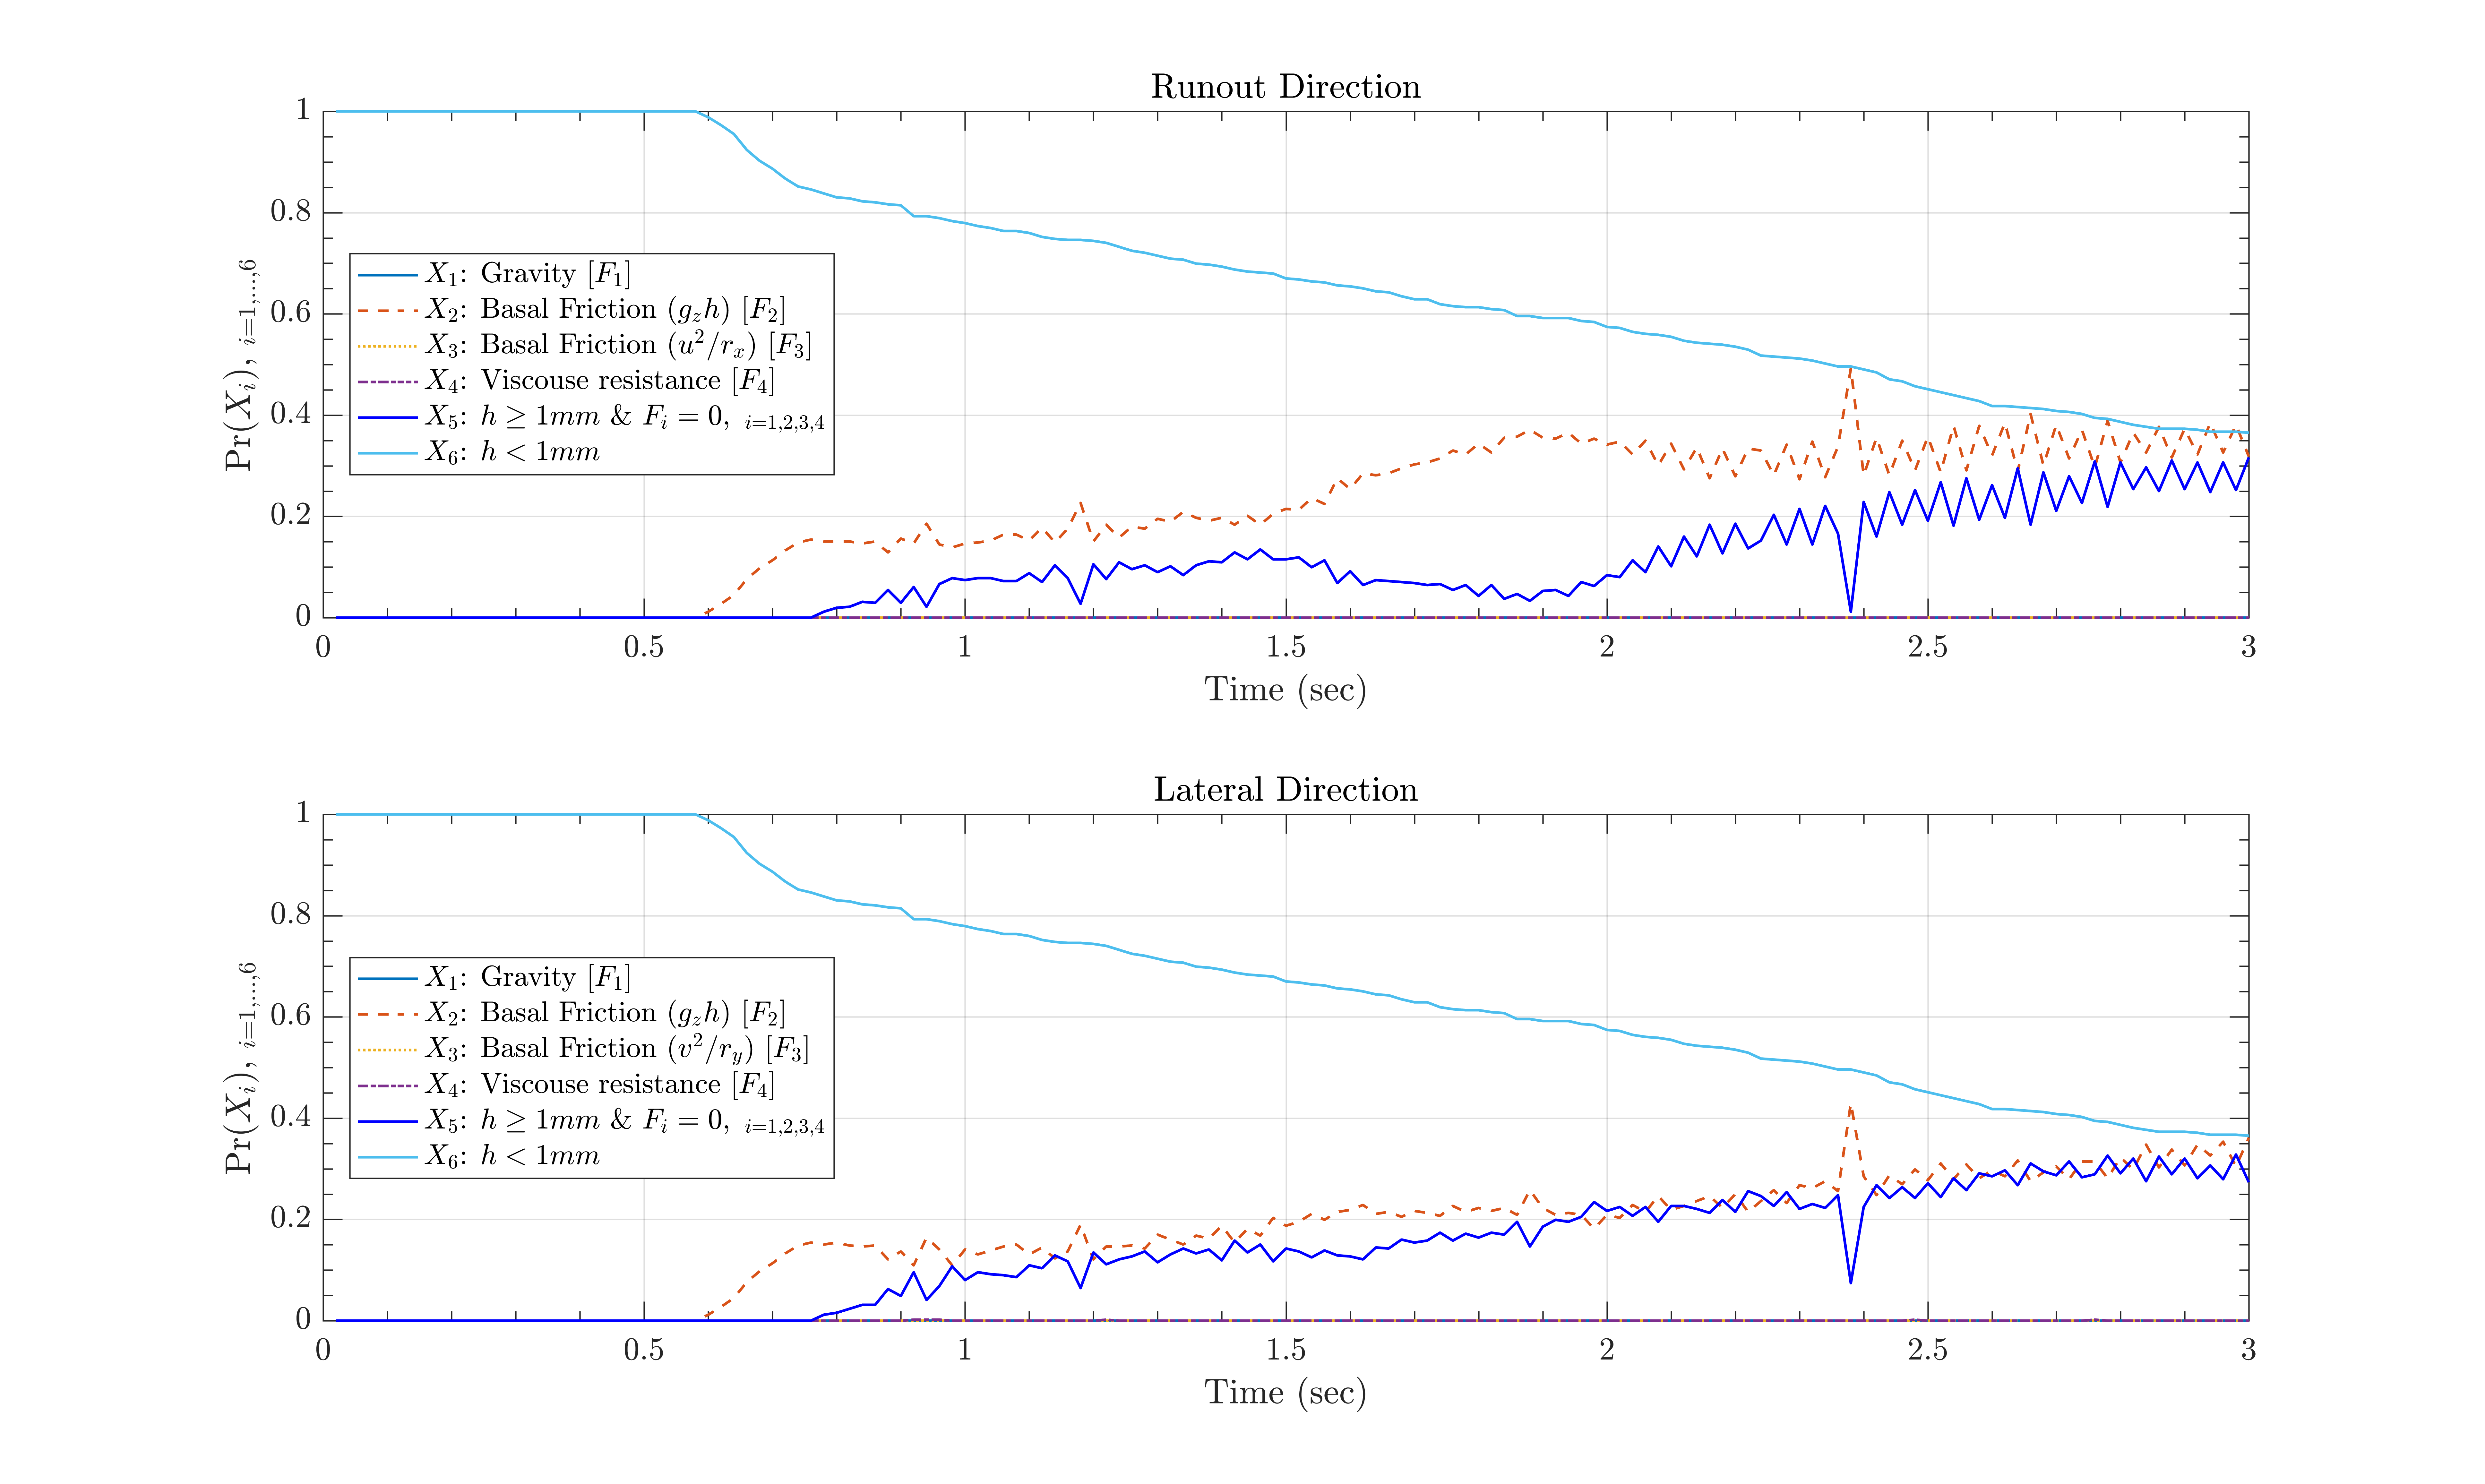 Runout Direction
1
0.8
0.6
0.4
0.2
0
Pr(X_i), i=1,...,6
X_1: Gravity [F_1]
X_2: Basal Friction (g_z h) [F_2]
X_3: Basal Friction (u^2/r_x) [F_3]
X_4: Viscouse resistance [F_4]
X_5: h ≥ 1mm & F_i = 0, i=1,2,3,4
X_6: h < 1mm
0 0.5 1 1.5 2 2.5 3
Time (sec)
Lateral Direction
1
0.8
0.6
0.4
0.2
0
Pr(X_i), i=1,...,6
X_1: Gravity [F_1]
X_2: Basal Friction (g_z h) [F_2]
X_3: Basal Friction (v^2/r_y) [F_3]
X_4: Viscouse resistance [F_4]
X_5: h ≥ 1mm & F_i = 0, i=1,2,3,4
X_6: h < 1mm
0 0.5 1 1.5 2 2.5 3
Time (sec)